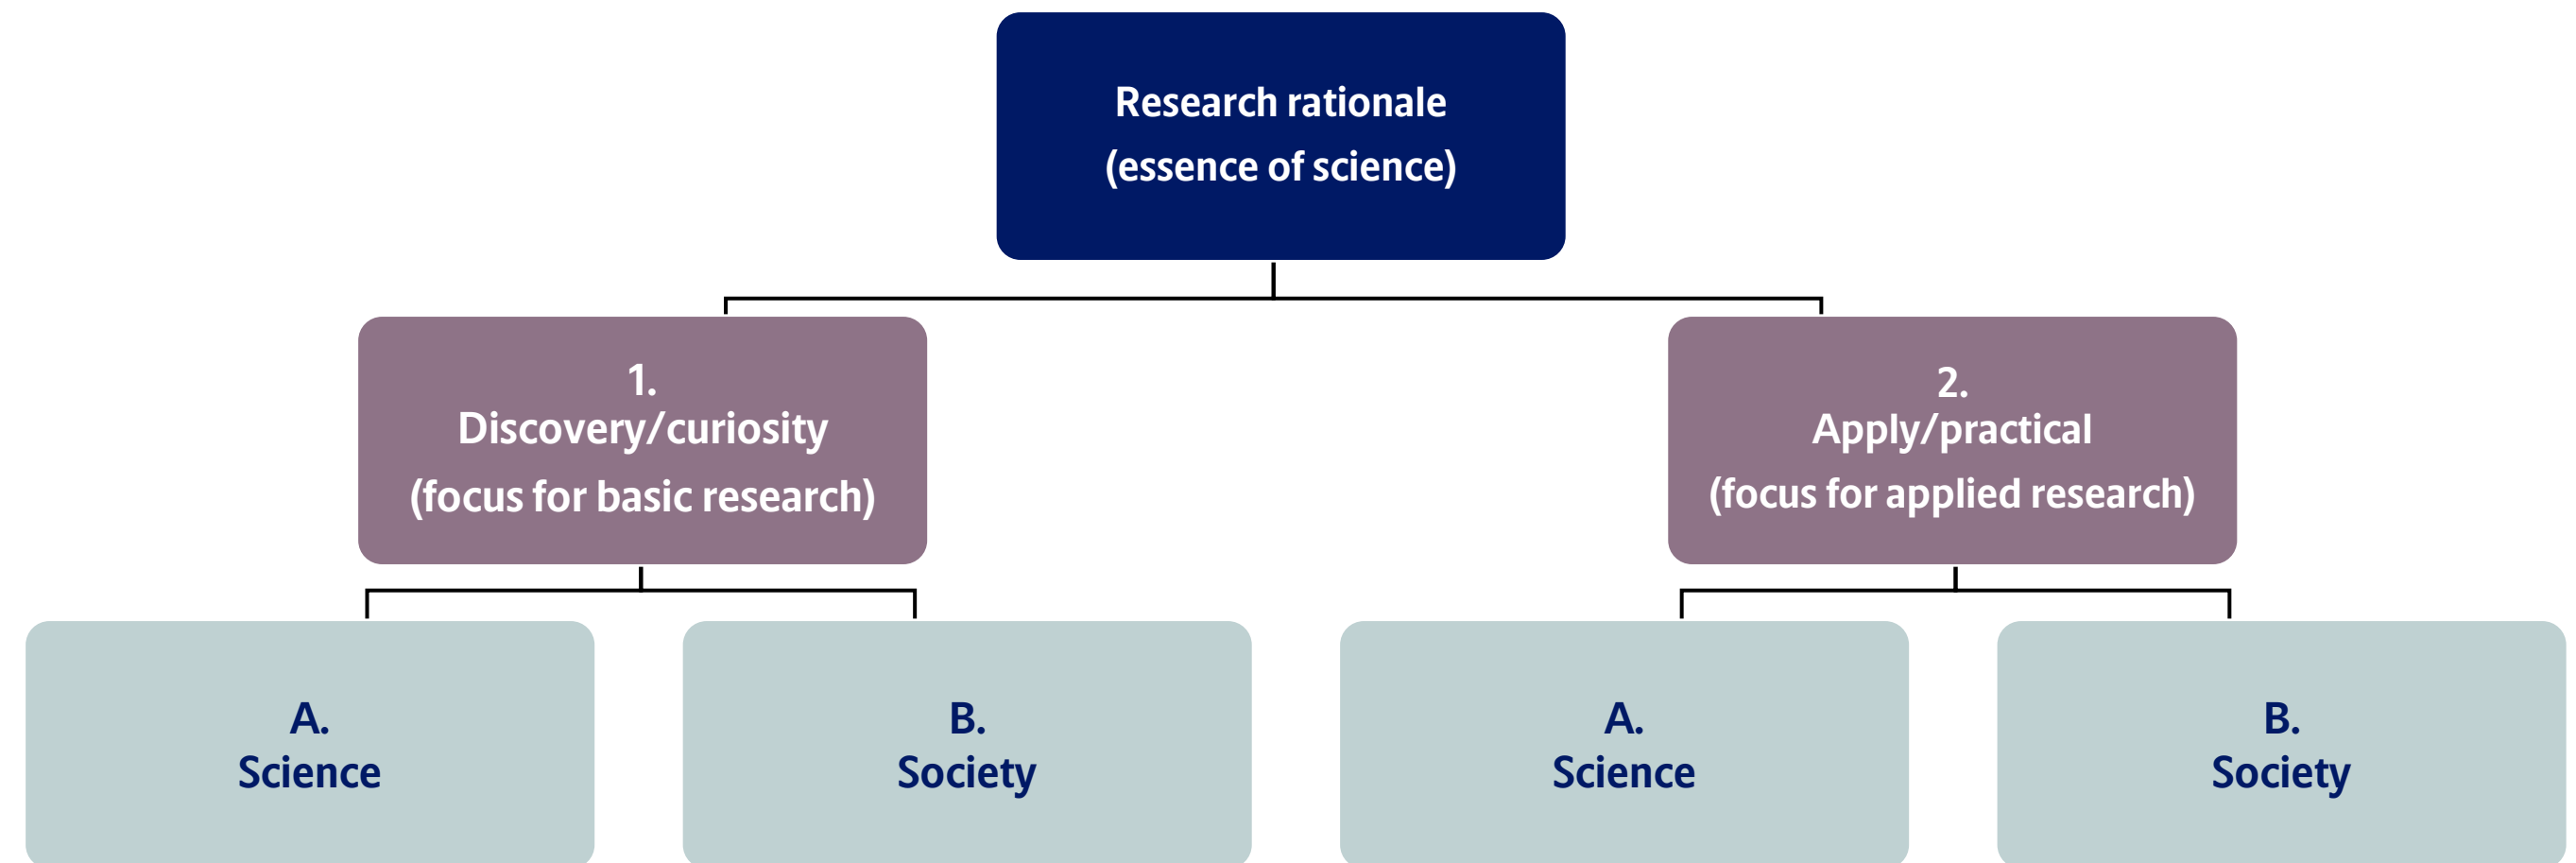 Research rationale
(essence of science)
1.
Discovery/curiosity
(focus for basic research)
2.
Apply/practical
(focus for applied research)
A.
Science
B.
Society
A.
Science
B.
Society